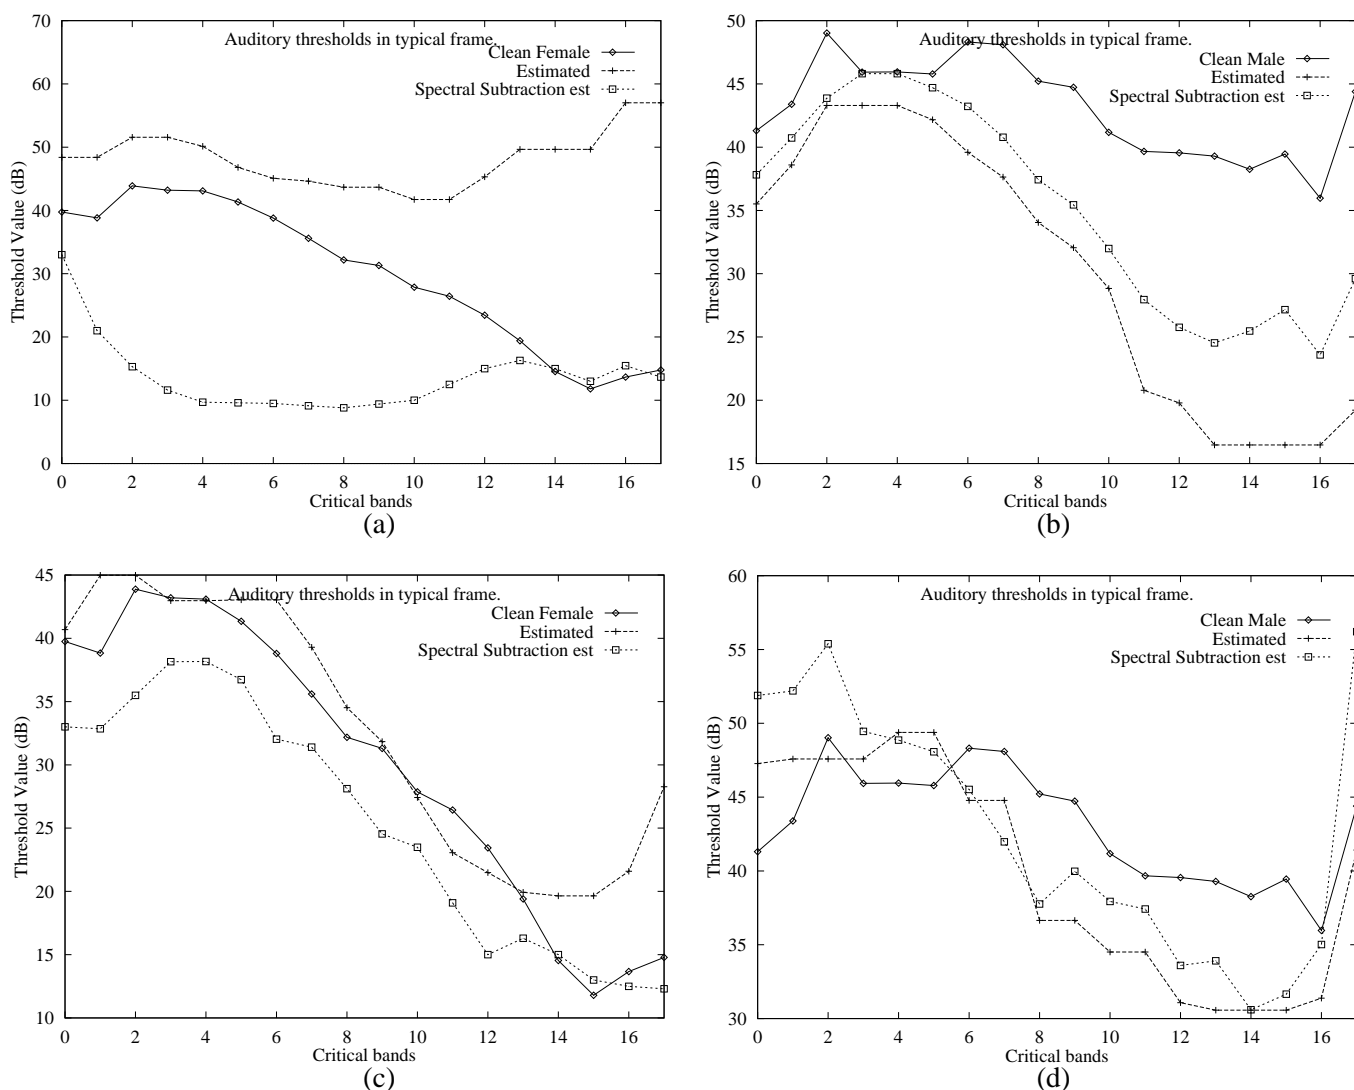 Auditory thresholds in typical frame.
Clean Female
Estimated
Spectral Subtraction est
Threshold Value (dB)
70
60
50
40
30
20
10
0
0 2 4 6 8 10 12 14 16
Critical bands
(a)
Auditory thresholds in typical frame.
Clean Male
Estimated
Spectral Subtraction est
Threshold Value (dB)
50
45
40
35
30
25
20
15
0 2 4 6 8 10 12 14 16
Critical bands
(b)
Auditory thresholds in typical frame.
Clean Female
Estimated
Spectral Subtraction est
Threshold Value (dB)
45
40
35
30
25
20
15
10
0 2 4 6 8 10 12 14 16
Critical bands
(c)
Auditory thresholds in typical frame.
Clean Male
Estimated
Spectral Subtraction est
Threshold Value (dB)
60
55
50
45
40
35
30
0 2 4 6 8 10 12 14 16
Critical bands
(d)